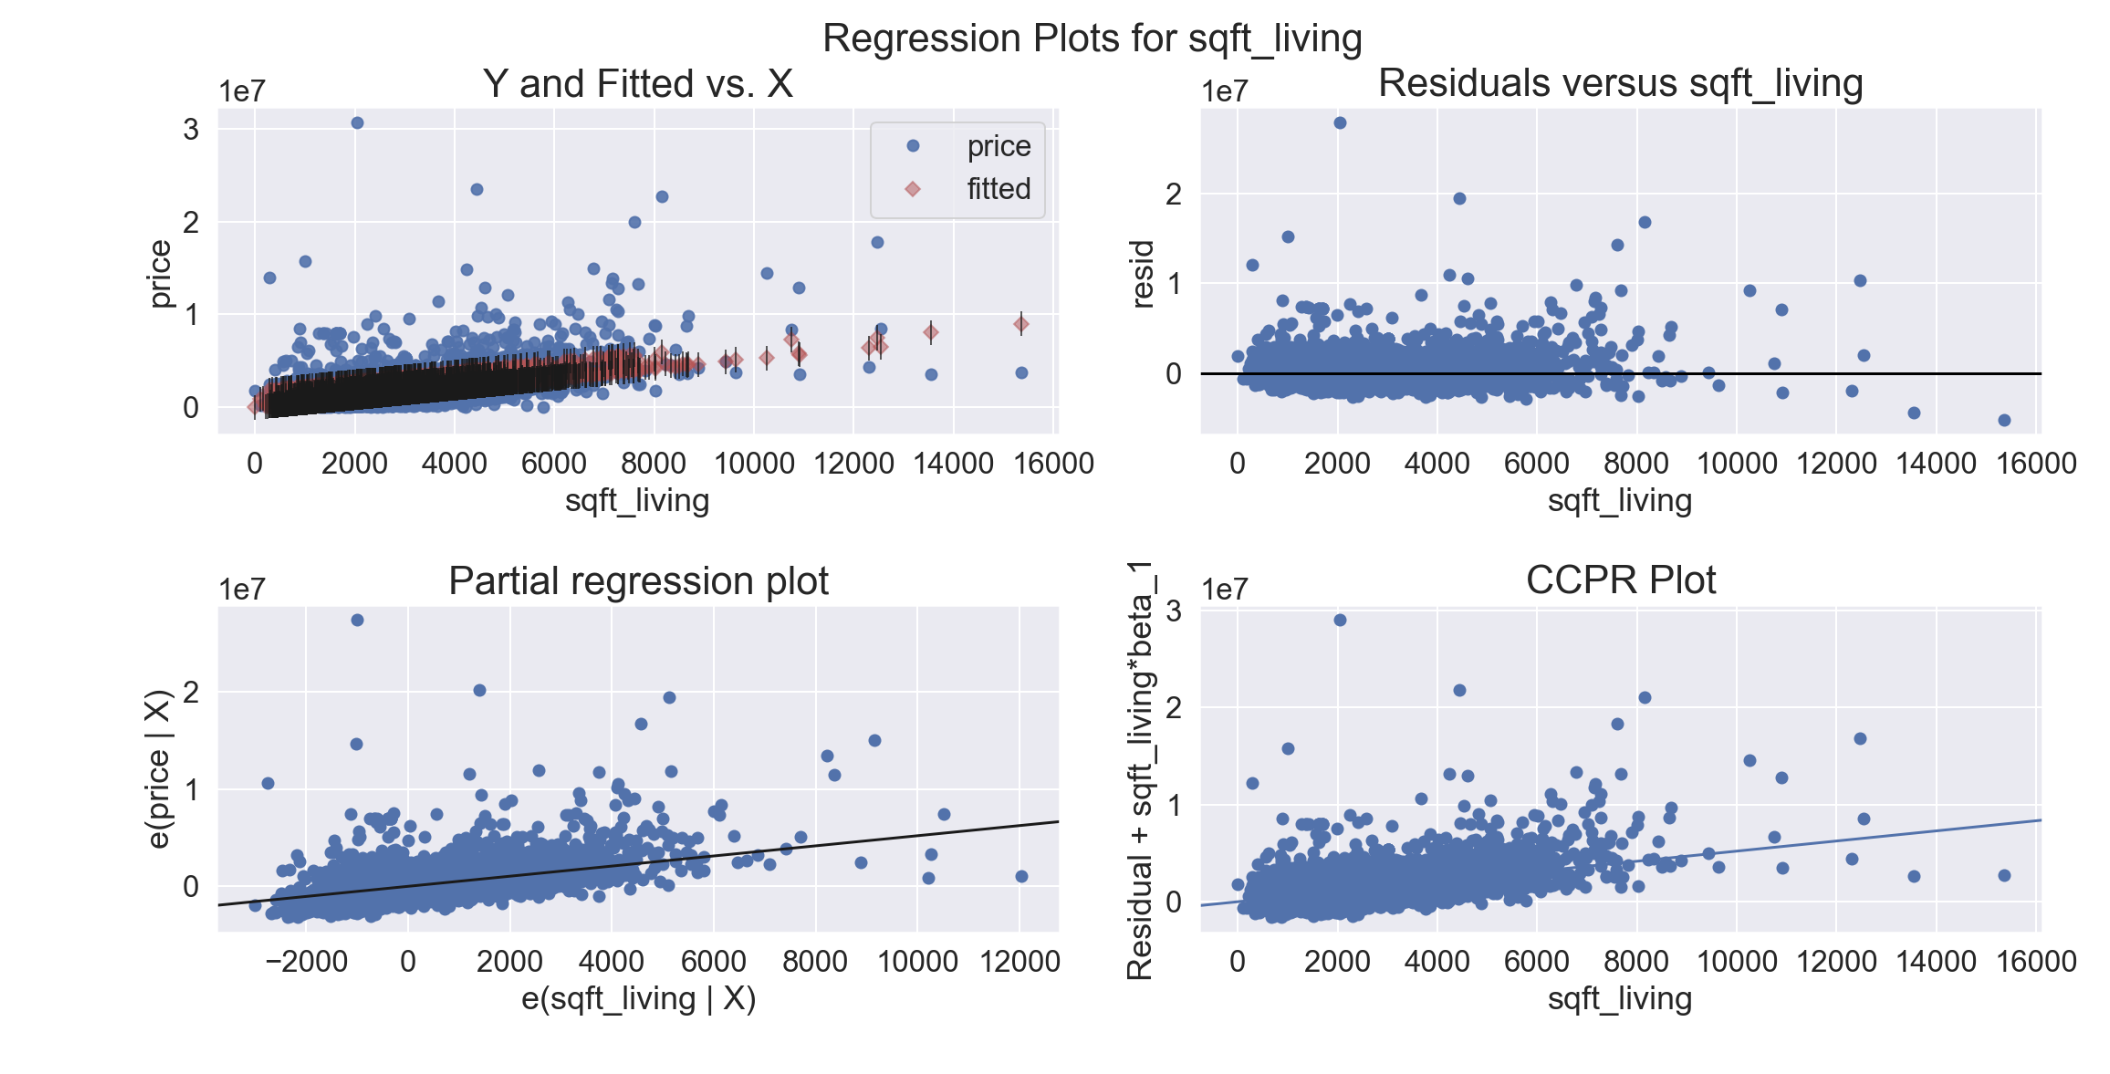 Regression Plots for sqft_living
Y and Fitted vs. X
1e7
3
2
1
0
price
price
fitted
0 2000 4000 6000 8000 10000 12000 14000 16000
sqft_living
Residuals versus sqft_living
1e7
2
1
0
resid
0 2000 4000 6000 8000 10000 12000 14000 16000
sqft_living
Partial regression plot
1e7
2
1
0
e(price | X)
−2000 0 2000 4000 6000 8000 10000 12000
e(sqft_living | X)
CCPR Plot
1e7
3
2
1
0
Residual + sqft_living*beta_1
0 2000 4000 6000 8000 10000 12000 14000 16000
sqft_living